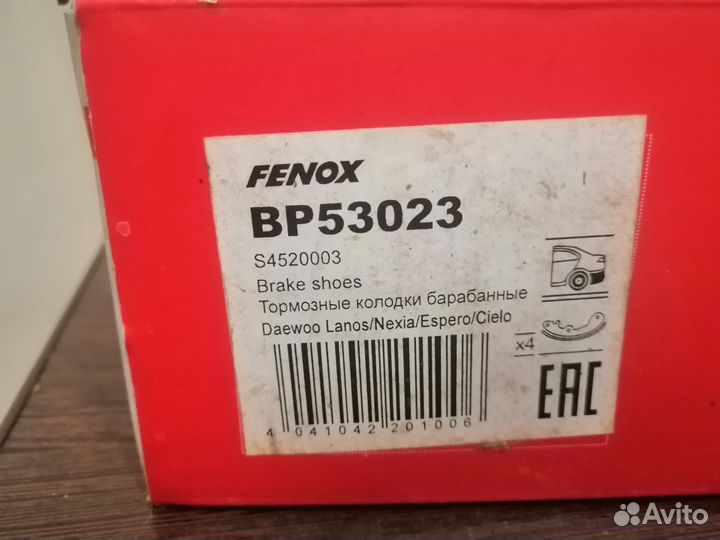 FENOX
BP53023
S4520003
Brake shoes
Тормозные колодки барабанные
Daewoo Lanos/Nexia/Espero/Cielo
x4
EAC
4 041042 201006
Avito